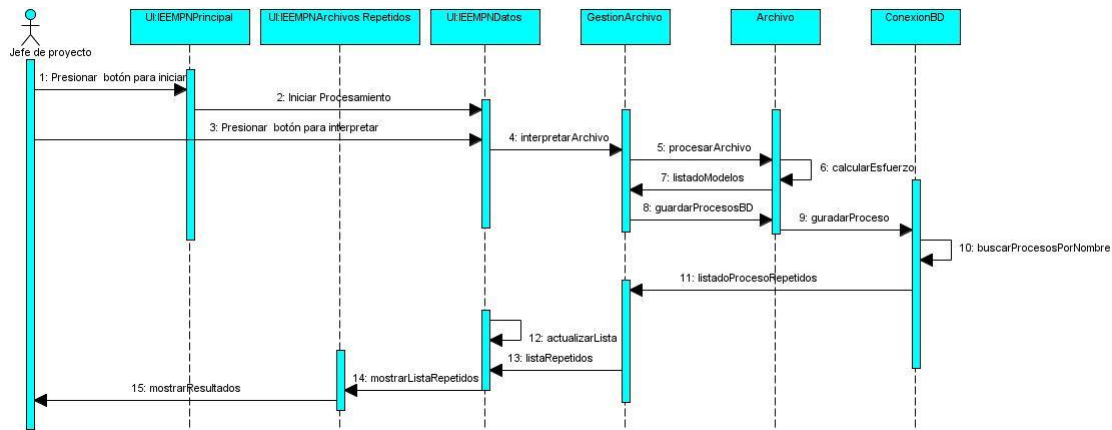 UI:IEEMPNPrincipal
UI:IEEMPNArchivos Repetidos
UI:IEEMPNDatos
GestionArchivo
Archivo
ConexionBD
Jefe de proyecto
1: Presionar botón para iniciar
2: Iniciar Procesamiento
3: Presionar botón para interpretar
4: interpretarArchivo
5: procesarArchivo
6: calcularEsfuerzo
7: listadoModelos
8: guardarProcesosBD
9: guradarProceso
10: buscarProcesosPorNombre
11: listadoProcesoRepetidos
12: actualizarLista
13: listaRepetidos
14: mostrarListaRepetidos
15: mostrarResultados